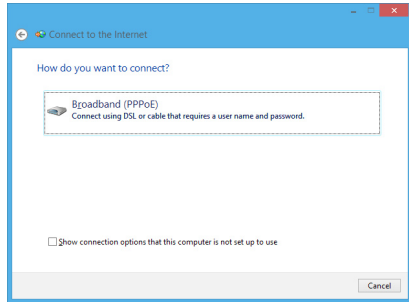 Connect to the Internet
How do you want to connect?
Broadband (PPPoE)
Connect using DSL or cable that requires a user name and password.
Show connection options that this computer is not set up to use
Cancel